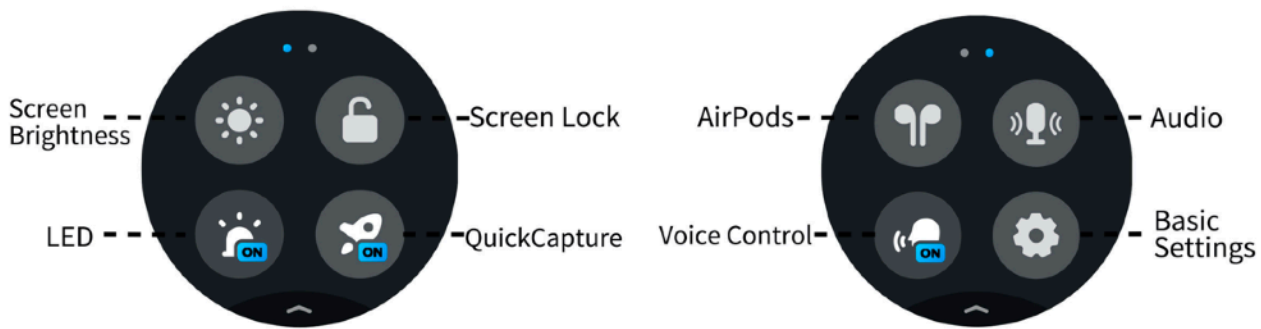 Screen
Brightness
Screen Lock
LED
ON
ON
QuickCapture
AirPods
Audio
Voice Control
ON
Basic
Settings